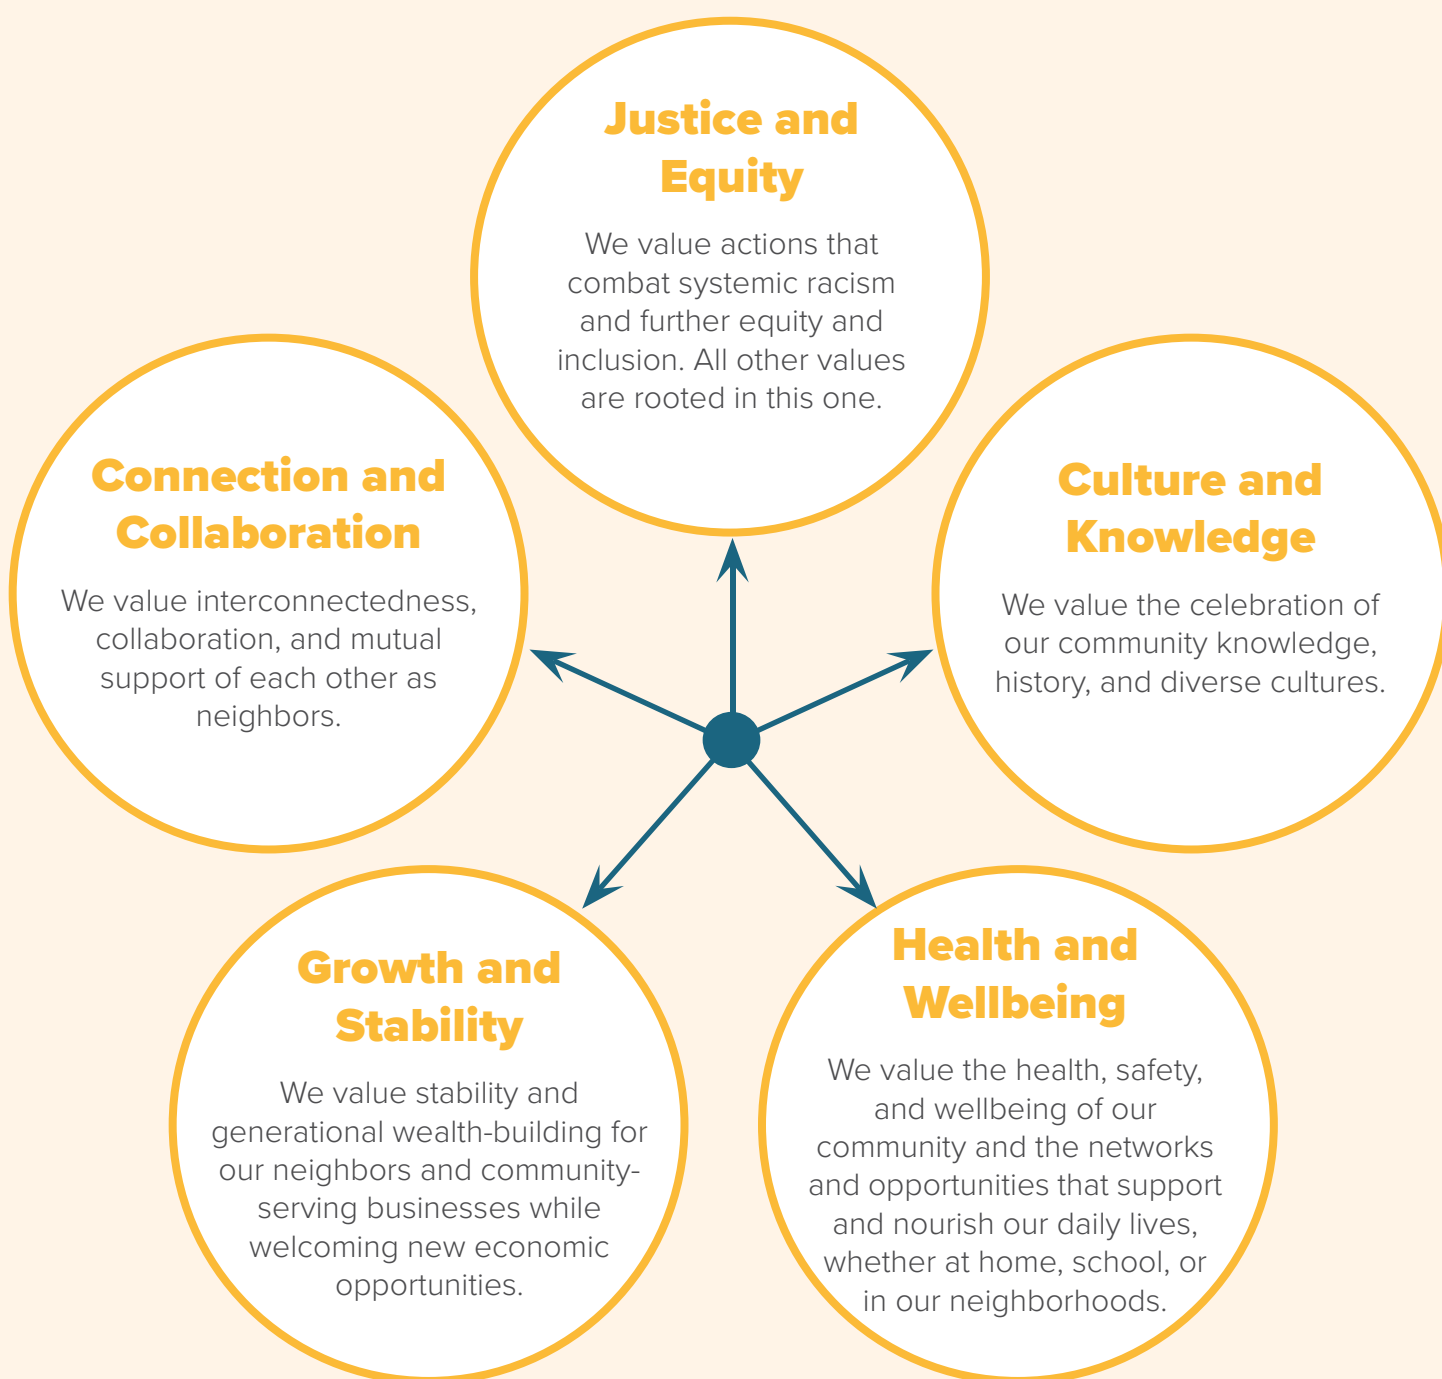 Justice and
Equity
We value actions that
combat systemic racism
and further equity and
inclusion. All other values
are rooted in this one.
Connection and
Collaboration
We value interconnectedness,
collaboration, and mutual
support of each other as
neighbors.
Culture and
Knowledge
We value the celebration of
our community knowledge,
history, and diverse cultures.
Growth and
Stability
We value stability and
generational wealth-building for
our neighbors and community-
serving businesses while
welcoming new economic
opportunities.
Health and
Wellbeing
We value the health, safety,
and wellbeing of our
community and the networks
and opportunities that support
and nourish our daily lives,
whether at home, school, or
in our neighborhoods.